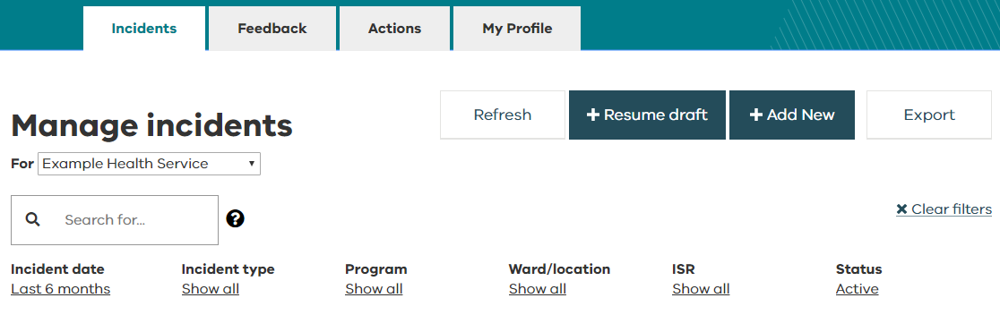 Incidents Feedback Actions My Profile
Manage incidents
Refresh + Resume draft + Add New Export
For Example Health Service
Search for...
Clear filters
Incident date Incident type Program Ward/location ISR Status
Last 6 months Show all Show all Show all Show all Active